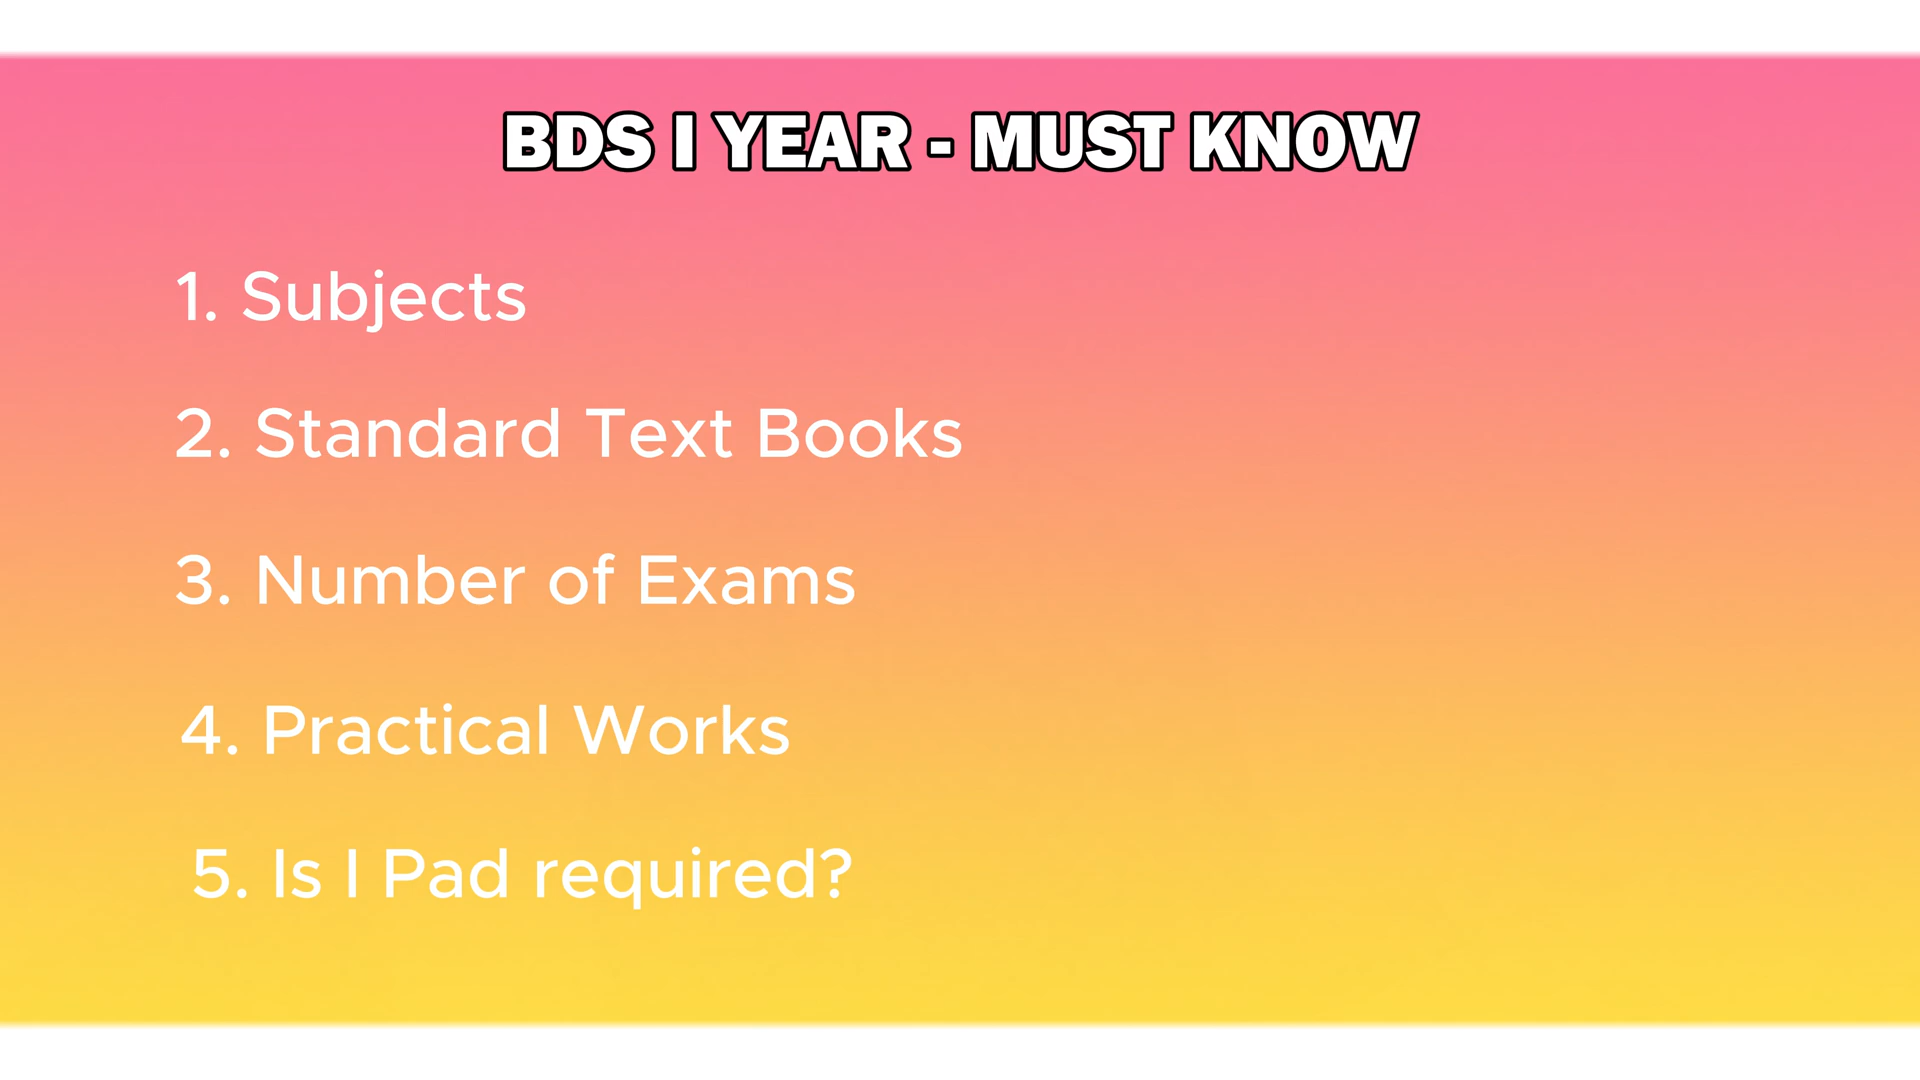 BDS I YEAR - MUST KNOW
1. Subjects
2. Standard Text Books
3. Number of Exams
4. Practical Works
5. Is I Pad required?